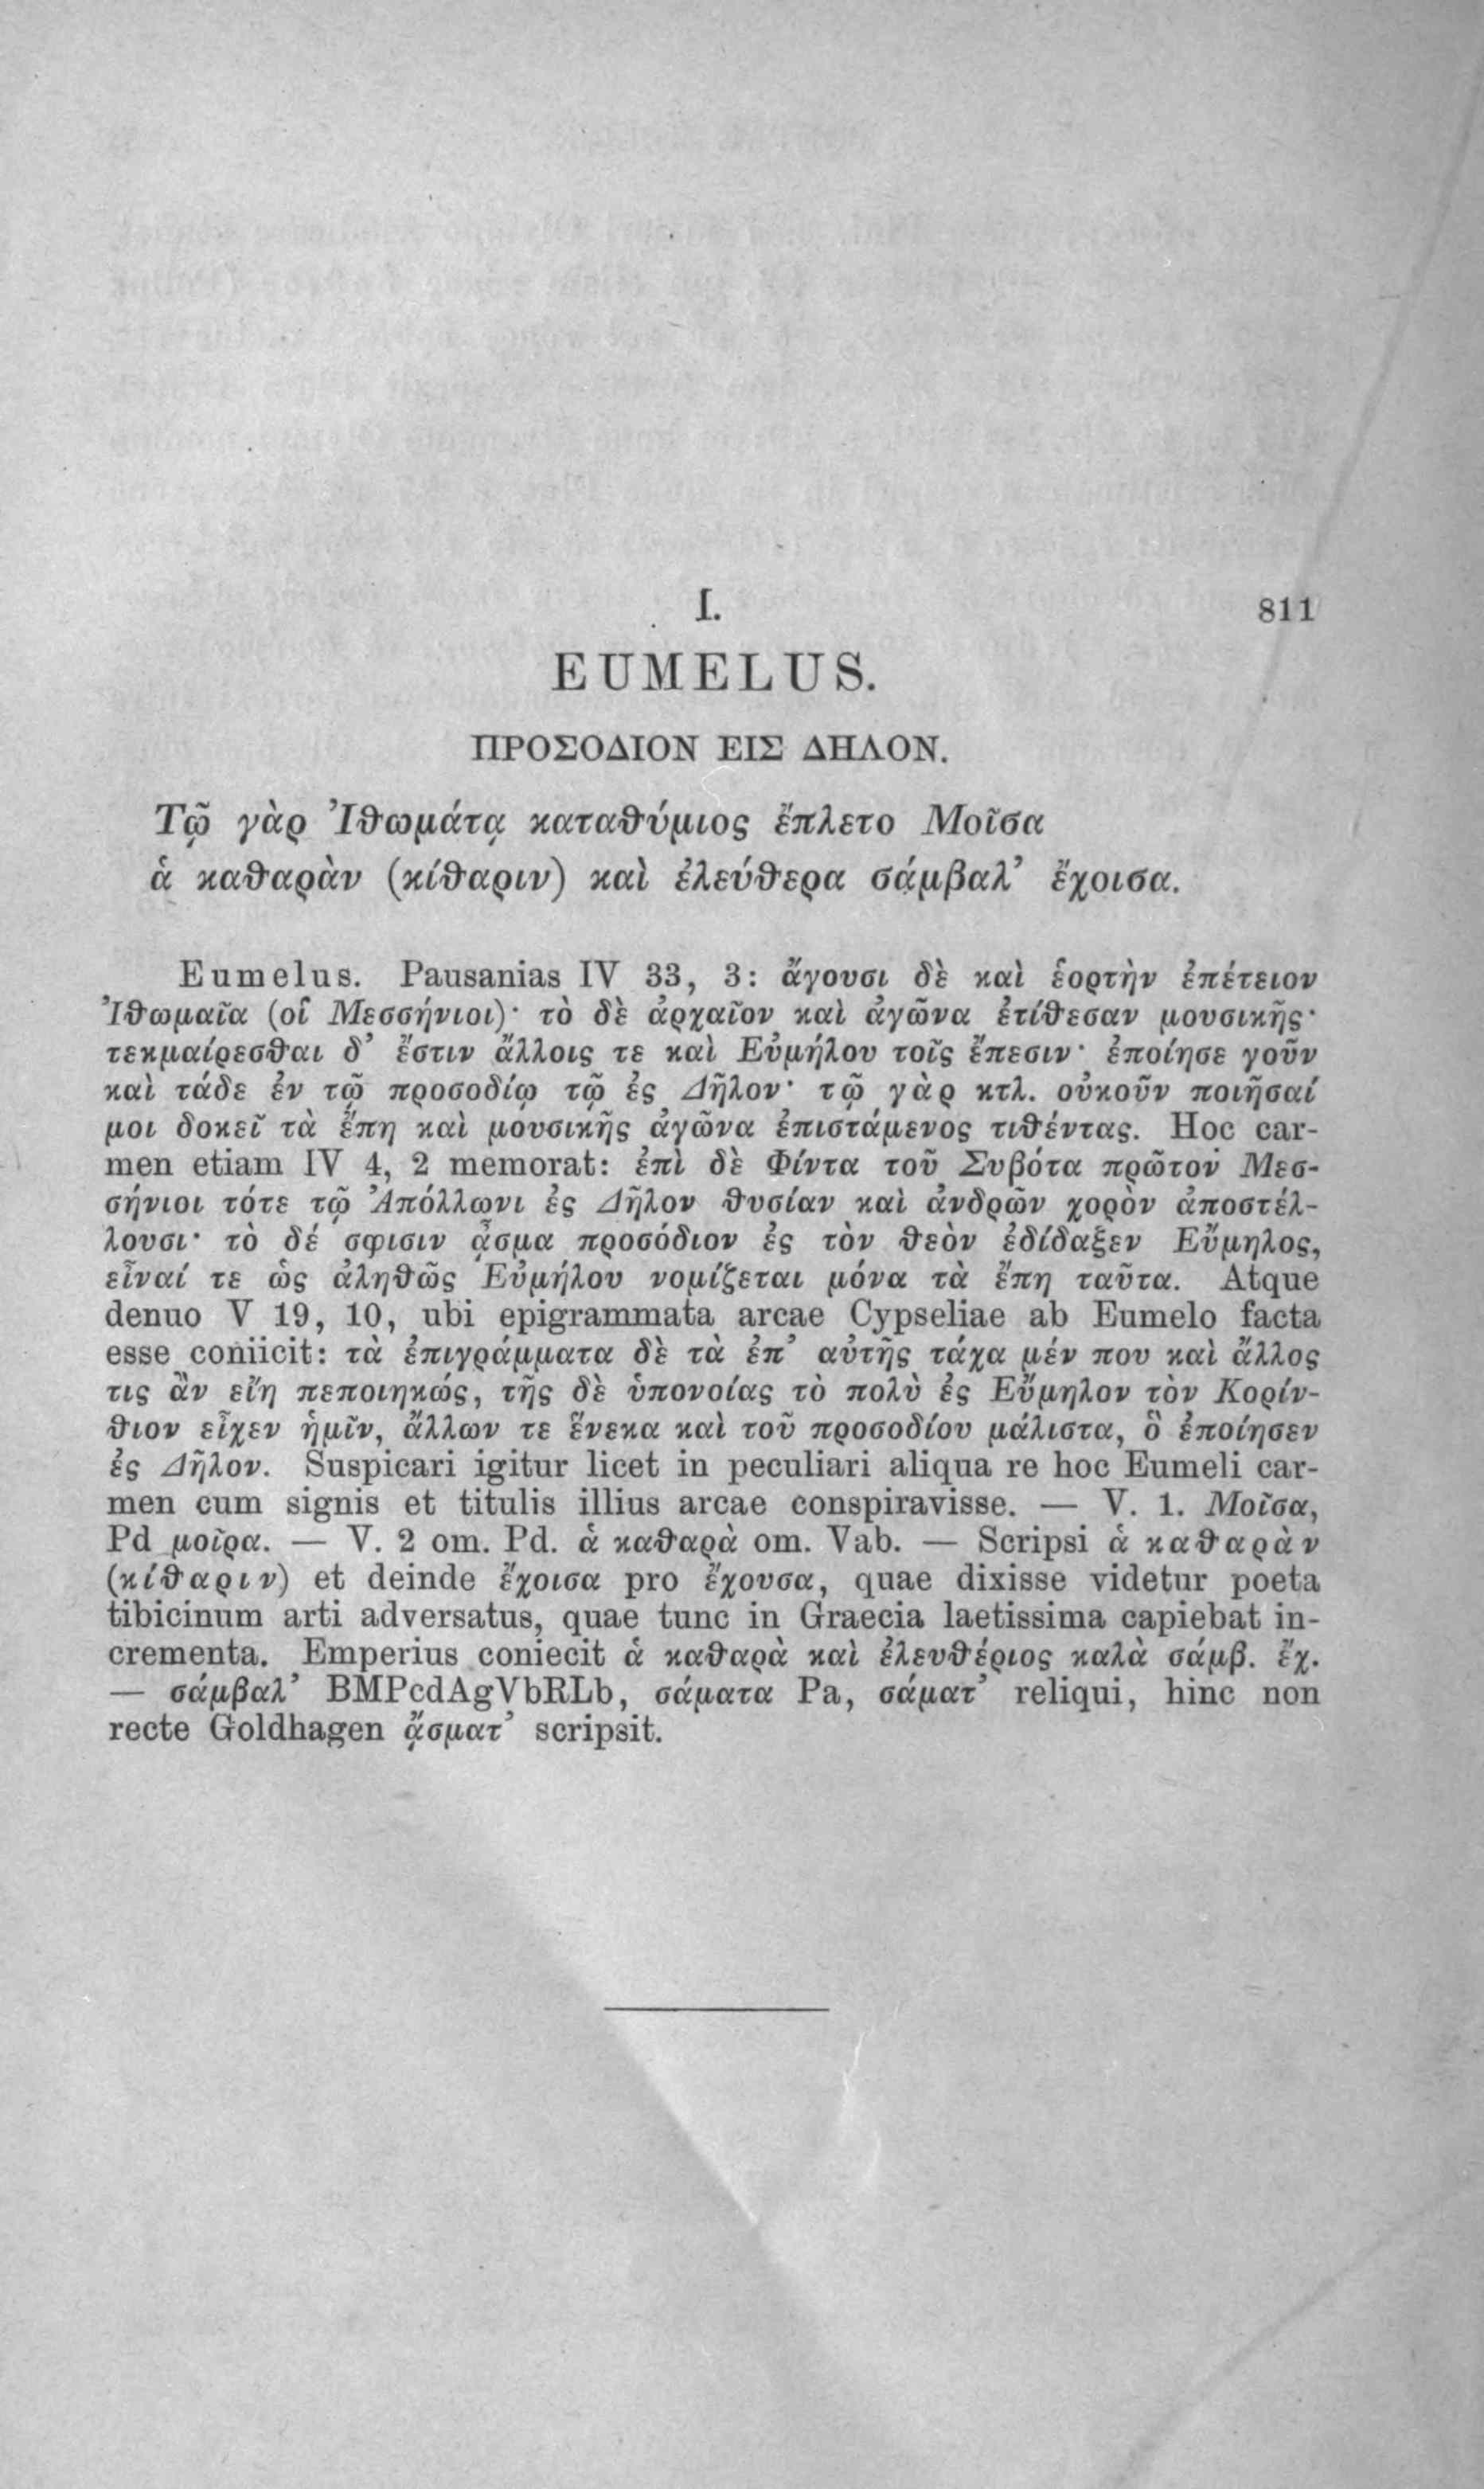 I.
811
EUMELUS.
ΠΡΟΣΟΔΙΟΝ ΕΙΣ ΔΗΛΟΝ.
Τῷ γὰρ Ἰθωμάτᾳ καταθύμιος ἔπλετο Μοῖσα
ἁ καθαρὰν (κίθαριν) καὶ ἐλεύθερα σάμβαλ’ ἔχοισα.
Eumelus. Pausanias IV 33, 3: ἄγουσι δὲ καὶ ἑορτὴν ἐπέτειον
Ἰθωμαῖα (οἱ Μεσσήνιοι)· τὸ δὲ ἀρχαῖον καὶ ἀγῶνα ἐτίθεσαν μουσικῆς·
τεκμαίρεσθαι δ’ ἔστιν ἄλλοις τε καὶ Εὐμήλου τοῖς ἔπεσιν· ἐποίησε γοῦν
καὶ τάδε ἐν τῷ προσοδίῳ τῷ ἐς Δῆλον· τῷ γὰρ κτλ. οὐκοῦν ποιῆσαί
μοι δοκεῖ τὰ ἔπη καὶ μουσικῆς ἀγῶνα ἐπιστάμενος τιθέντας. Hoc car-
men etiam IV 4, 2 memorat: ἐπὶ δὲ Φίντα τοῦ Συβότα πρῶτον Μεσ-
σήνιοι τότε τῷ Ἀπόλλωνι ἐς Δῆλον θυσίαν καὶ ἀνδρῶν χορὸν ἀποστέλ-
λουσι· τὸ δέ σφισιν ᾆσμα προσόδιον ἐς τὸν θεὸν ἐδίδαξεν Εὔμηλος,
εἶναί τε ὡς ἀληθῶς Εὐμήλου νομίζεται μόνα τὰ ἔπη ταῦτα. Atque
denuo V 19, 10, ubi epigrammata arcae Cypseliae ab Eumelo facta
esse coniicit: τὰ ἐπιγράμματα δὲ τὰ ἐπ’ αὐτῆς τάχα μέν που καὶ ἄλλος
τις ἂν εἴη πεποιηκώς, τῆς δὲ ὑπονοίας τὸ πολὺ ἐς Εὔμηλον τὸν Κορίν-
θιον εἶχεν ἡμῖν, ἄλλων τε ἕνεκα καὶ τοῦ προσοδίου μάλιστα, ὃ ἐποίησεν
ἐς Δῆλον. Suspicari igitur licet in peculiari aliqua re hoc Eumeli car-
men cum signis et titulis illius arcae conspiravisse. — V. 1. Μοῖσα,
Pd μοῖρα. — V. 2 om. Pd. ἁ καθαρὰ om. Vab. — Scripsi ἁ καθαρὰν
(κίθαριν) et deinde ἔχοισα pro ἔχουσα, quae dixisse videtur poeta
tibicinum arti adversatus, quae tunc in Graecia laetissima capiebat in-
crementa. Emperius coniecit ἁ καθαρὰ καὶ ἐλευθέριος καλὰ σάμβ. ἔχ.
— σάμβαλ’ BMPcdAgVbRLb, σάματα Pa, σάματ’ reliqui, hinc non
recte Goldhagen ᾄσματ’ scripsit.